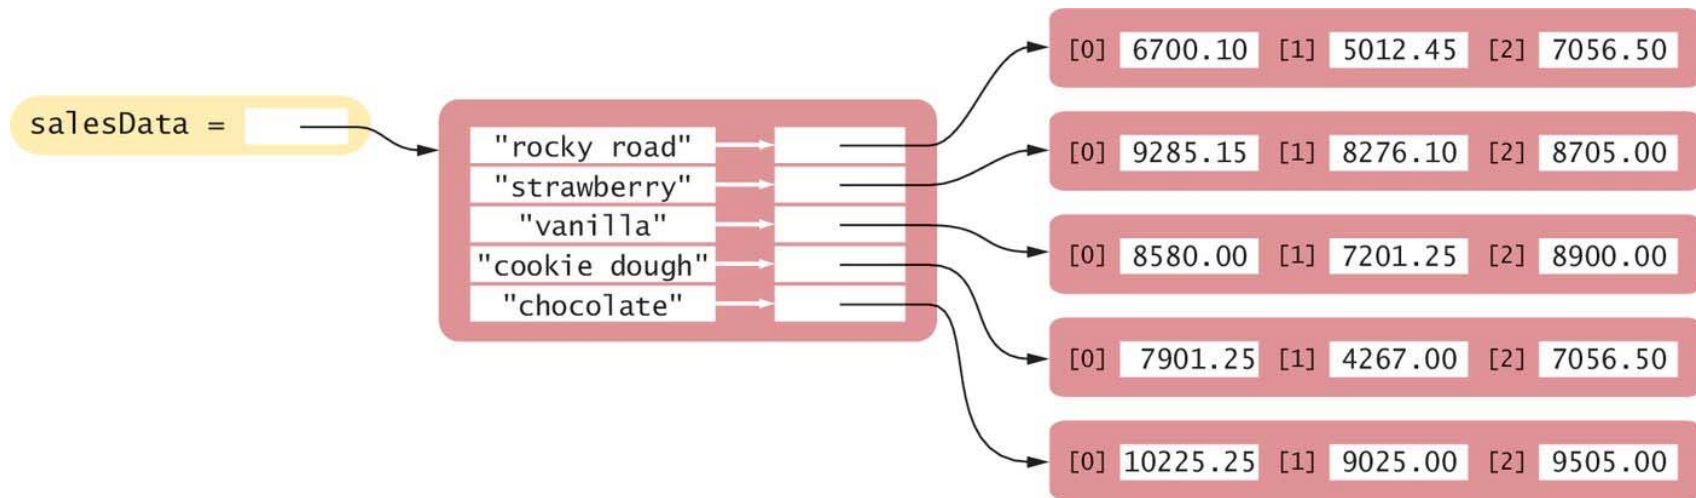 salesData =
"rocky road"
"strawberry"
"vanilla"
"cookie dough"
"chocolate"
[0] 6700.10 [1] 5012.45 [2] 7056.50
[0] 9285.15 [1] 8276.10 [2] 8705.00
[0] 8580.00 [1] 7201.25 [2] 8900.00
[0] 7901.25 [1] 4267.00 [2] 7056.50
[0] 10225.25 [1] 9025.00 [2] 9505.00